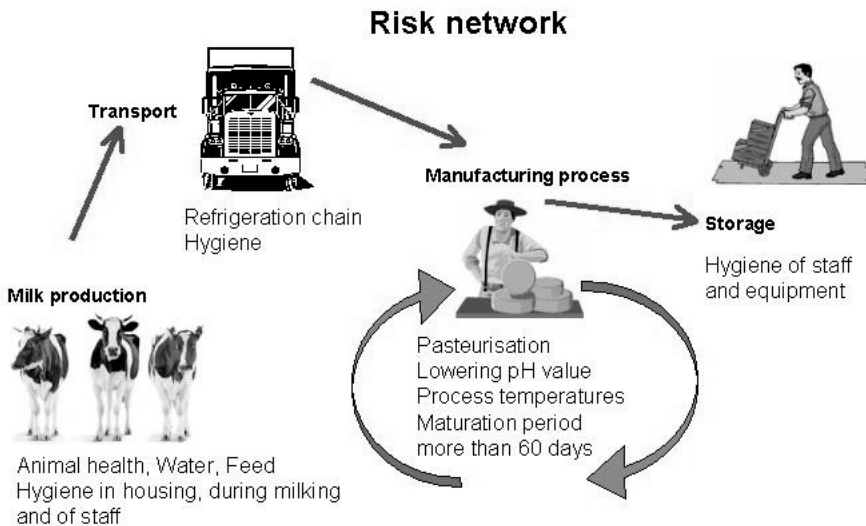 Risk network
Transport
Refrigeration chain
Hygiene
Manufacturing process
Storage
Hygiene of staff
and equipment
Milk production
Pasteurisation
Lowering pH value
Process temperatures
Maturation period
more than 60 days
Animal health, Water, Feed
Hygiene in housing, during milking
and of staff